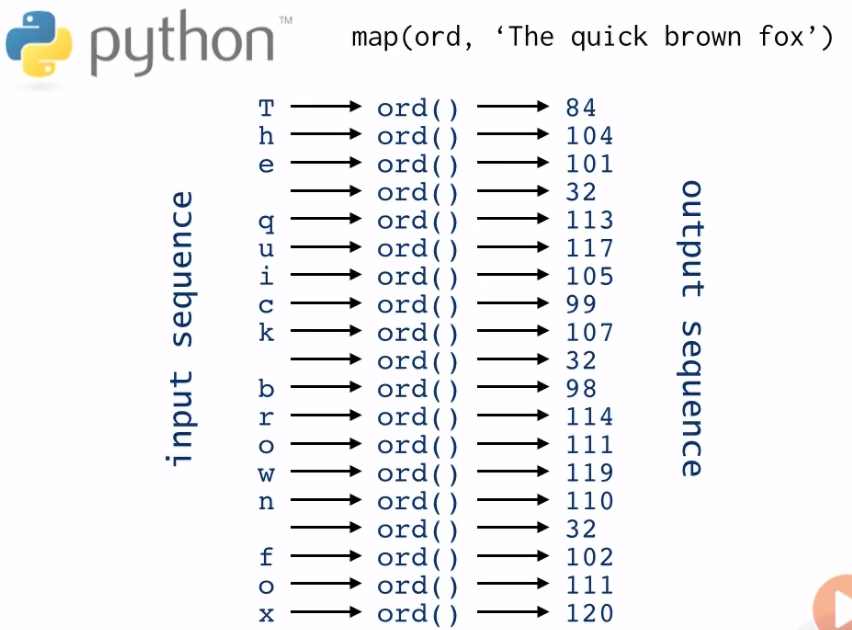 python™
map(ord, ‘The quick brown fox’)
T ord() 84
h ord() 104
e ord() 101
ord() 32
q ord() 113
u ord() 117
i ord() 105
c ord() 99
k ord() 107
ord() 32
b ord() 98
r ord() 114
o ord() 111
w ord() 119
n ord() 110
ord() 32
f ord() 102
o ord() 111
x ord() 120
input sequence
output sequence